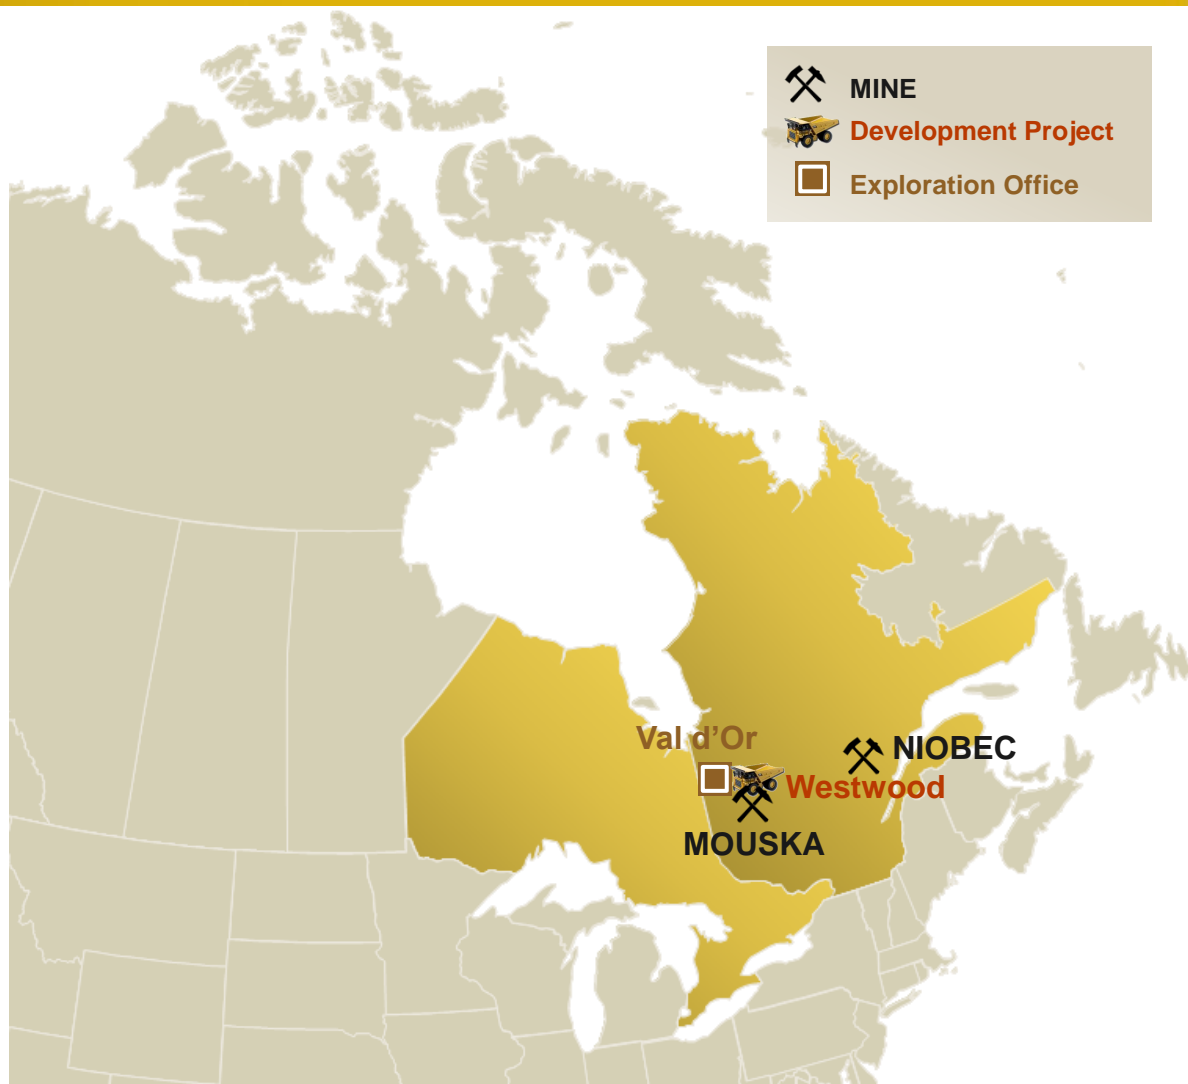 MINE
Development Project
Exploration Office
Val d’Or
NIOBEC
Westwood
MOUSKA